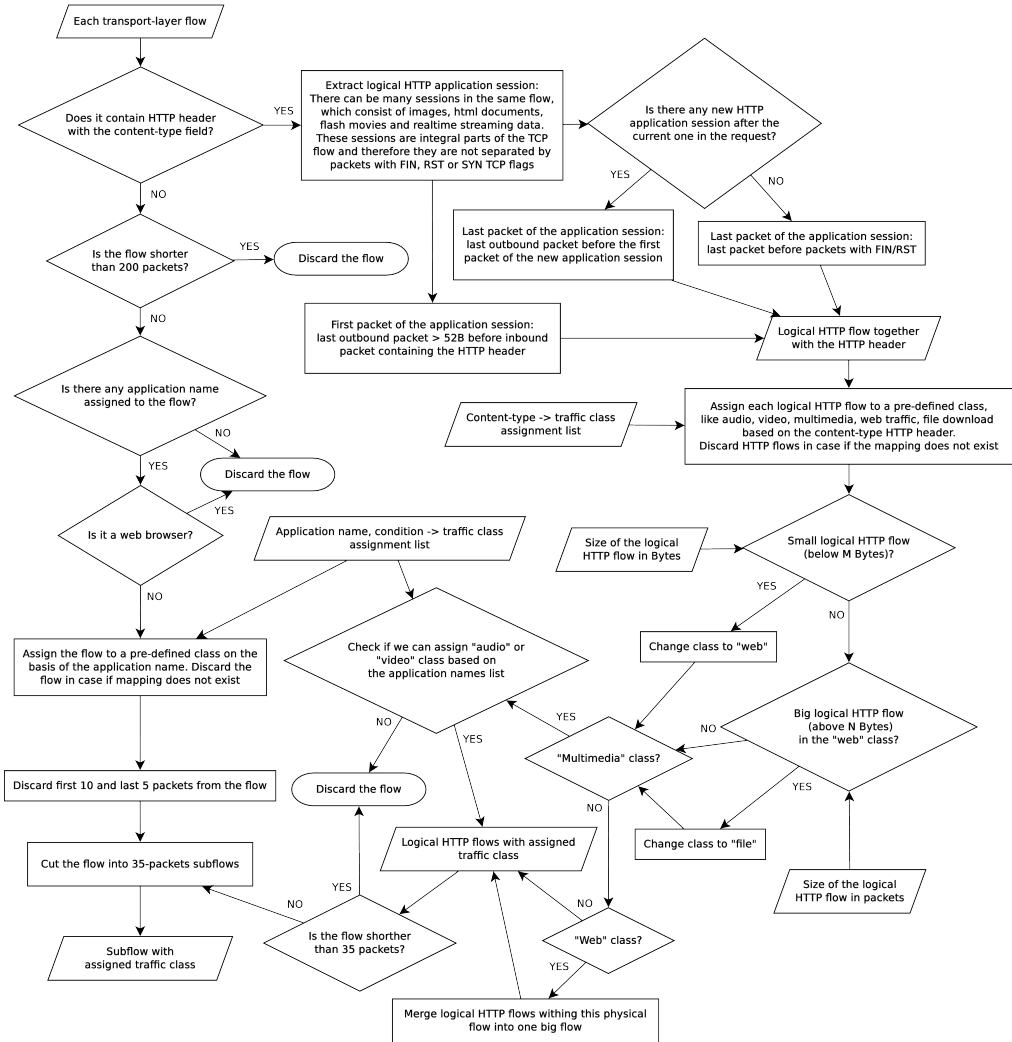 Each transport-layer flow
Does it contain HTTP header
with the content-type field?
YES
Extract logical HTTP application session:
There can be many sessions in the same flow,
which consist of images, html documents,
flash movies and realtime streaming data.
These sessions are integral parts of the TCP
flow and therefore they are not separated by
packets with FIN, RST or SYN TCP flags
Is there any new HTTP
application session after the
current one in the request?
YES
NO
NO
Last packet of the application session:
last outbound packet before the first
packet of the new application session
Last packet of the application session:
last packet before packets with FIN/RST
Is the flow shorter
than 200 packets?
YES
Discard the flow
NO
First packet of the application session:
last outbound packet > 52B before inbound
packet containing the HTTP header
Logical HTTP flow together
with the HTTP header
Is there any application name
assigned to the flow?
NO
YES
Discard the flow
Content-type -> traffic class
assignment list
Assign each logical HTTP flow to a pre-defined class,
like audio, video, multimedia, web traffic, file download
based on the content-type HTTP header.
Discard HTTP flows in case if the mapping does not exist
Is it a web browser?
YES
NO
Application name, condition -> traffic class
assignment list
Size of the logical
HTTP flow in Bytes
Small logical HTTP flow
(below M Bytes)?
YES
NO
Assign the flow to a pre-defined class on the
basis of the application name. Discard the
flow in case if mapping does not exist
Check if we can assign "audio" or
"video" class based on
the application names list
Change class to "web"
Big logical HTTP flow
(above N Bytes)
in the "web" class?
NO
YES
NO
YES
"Multimedia" class?
YES
NO
Discard first 10 and last 5 packets from the flow
Discard the flow
Change class to "file"
Logical HTTP flows with assigned
traffic class
Cut the flow into 35-packets subflows
Size of the logical
HTTP flow in packets
YES
NO
Is the flow shorther
than 35 packets?
NO
"Web" class?
YES
Subflow with
assigned traffic class
Merge logical HTTP flows withing this physical
flow into one big flow